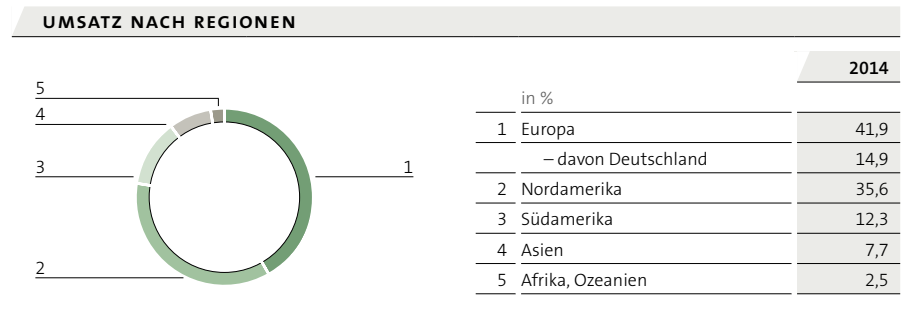 UMSATZ NACH REGIONEN
2014
in %
1 Europa 41,9
– davon Deutschland 14,9
2 Nordamerika 35,6
3 Südamerika 12,3
4 Asien 7,7
5 Afrika, Ozeanien 2,5
5
4
3
1
2